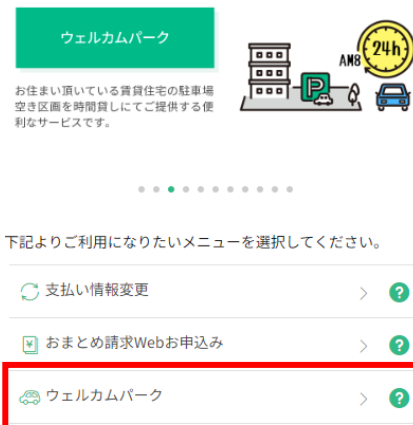 ウェルカムパーク
お住まい頂いている賃貸住宅の駐車場
空き区画を時間貸しにてご提供する便
利なサービスです。
AM8
24h
P
下記よりご利用になりたいメニューを選択してください。
支払い情報変更
?
おまとめ請求Webお申込み
?
ウェルカムパーク
?